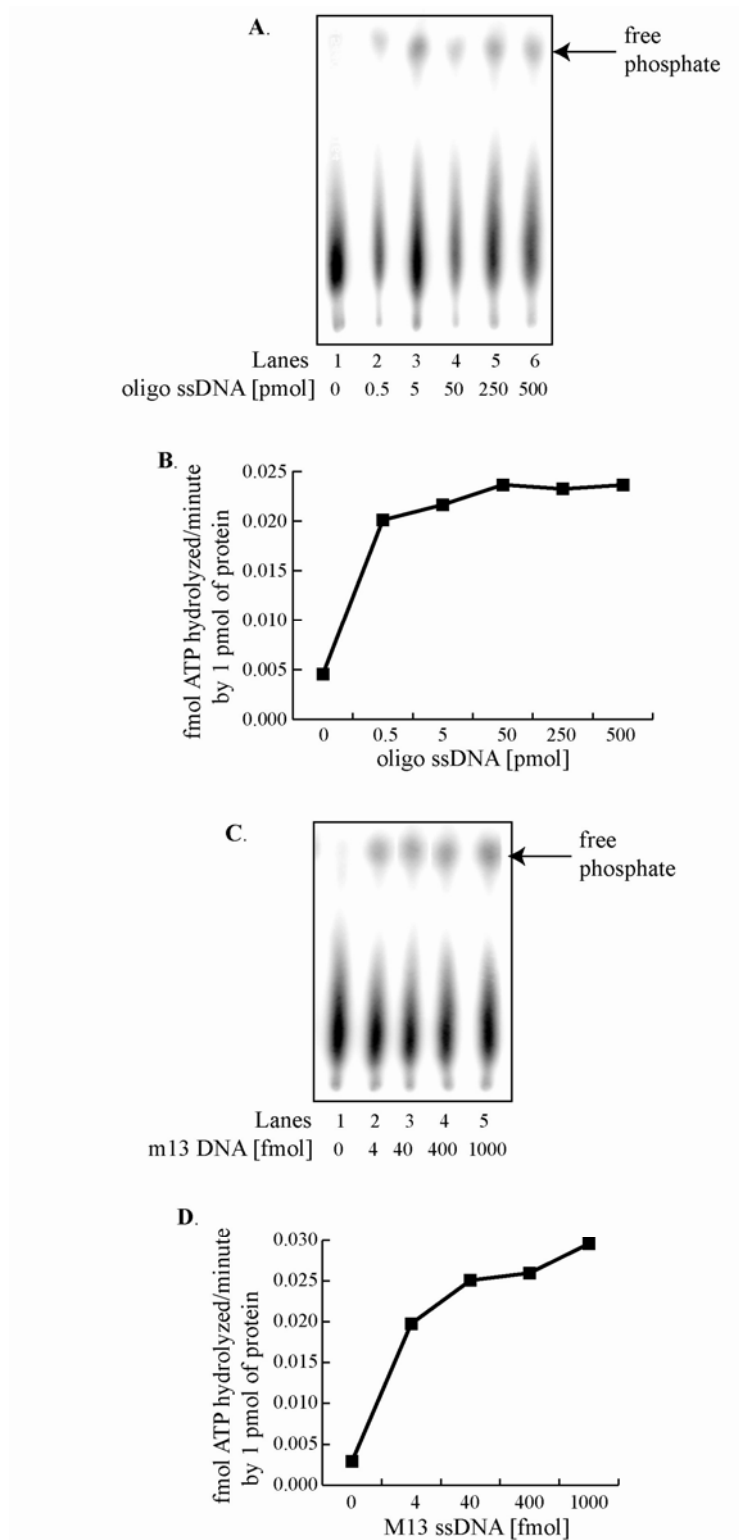 A.
free
phosphate
Lanes 1 2 3 4 5 6
oligo ssDNA [pmol] 0 0.5 5 50 250 500
B.
fmol ATP hydrolyzed/minute
by 1 pmol of protein
0.025
0.020
0.015
0.010
0.005
0.000
0 0.5 5 50 250 500
oligo ssDNA [pmol]
C.
free
phosphate
Lanes 1 2 3 4 5
m13 DNA [fmol] 0 4 40 400 1000
D.
fmol ATP hydrolyzed/minute
by 1 pmol of protein
0.030
0.025
0.020
0.015
0.010
0.005
0.000
0 4 40 400 1000
M13 ssDNA [fmol]